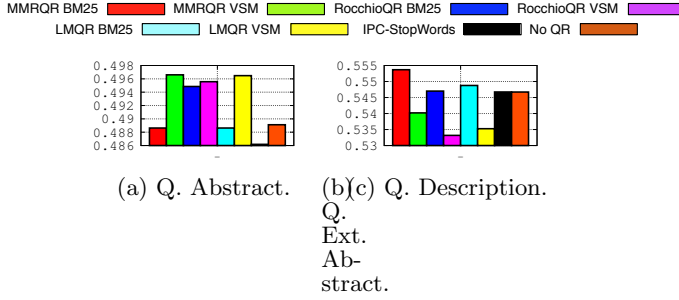 MMRQR BM25 MMRQR VSM RocchioQR BM25 RocchioQR VSM
LMQR BM25 LMQR VSM IPC-StopWords No QR
0.498
0.496
0.494
0.492
0.49
0.488
0.486
0.555
0.55
0.545
0.54
0.535
0.53
(a) Q. Abstract.
(b)
Q.
Ext.
Ab-
stract.
(c) Q. Description.